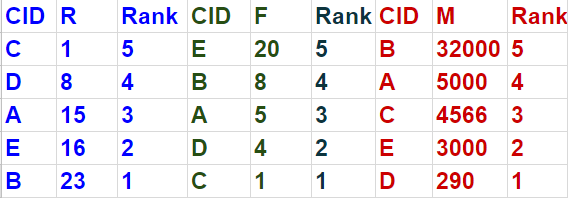 CID R Rank CID F Rank CID M Rank
C 1 5 E 20 5 B 32000 5
D 8 4 B 8 4 A 5000 4
A 15 3 A 5 3 C 4566 3
E 16 2 D 4 2 E 3000 2
B 23 1 C 1 1 D 290 1